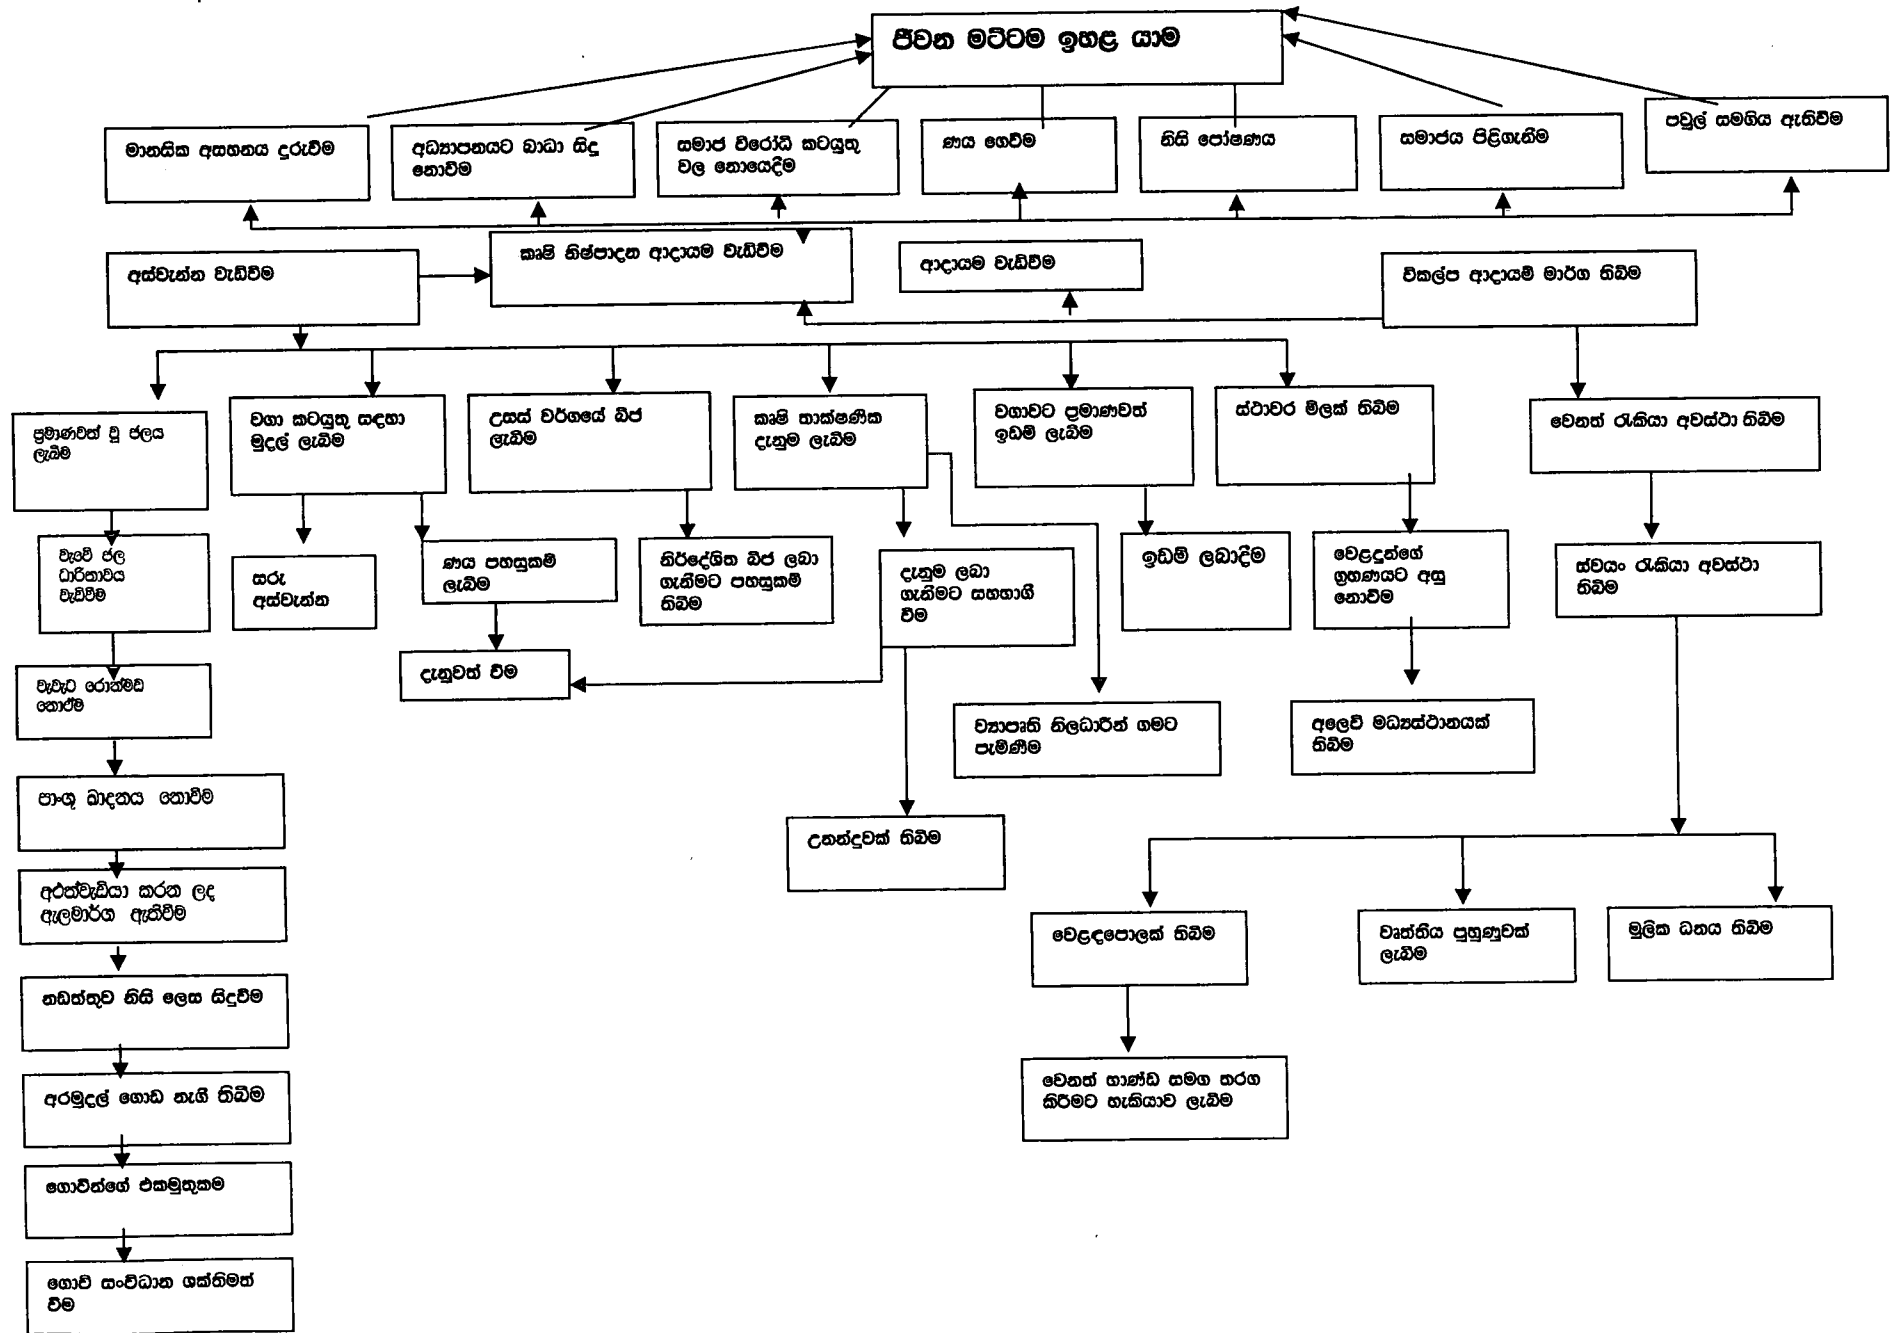 ජීවන මට්ටම ඉහළ යාම
මානසික අසහනය දුරුවීම
අධ්‍යාපනයට බාධා සිදු
නොවීම
සමාජ විරෝධී කටයුතු
වල නොයෙදීම
ණය ගෙවීම
නිසි පෝෂණය
සමාජය පිළිගැනීම
පවුල් සමගිය ඇතිවීම
අස්වැන්න වැඩිවීම
කෘෂි නිෂ්පාදන ආදායම වැඩිවීම
ආදායම වැඩිවීම
විකල්ප ආදායම් මාර්ග තිබීම
ප්‍රමාණවත් වූ ජලය
ලැබීම
වගා කටයුතු සඳහා
මුදල් ලැබීම
උසස් වර්ගයේ බීජ
ලැබීම
කෘෂි තාක්ෂණික
දැනුම ලැබීම
වගාවට ප්‍රමාණවත්
ඉඩම් ලැබීම
ස්ථාවර මිලක් තිබීම
වෙනත් රැකියා අවස්ථා තිබීම
වැවේ ජල
ධාරිතාවය
වැඩිවීම
සරු
අස්වැන්න
ණය පහසුකම්
ලැබීම
නිර්දේශිත බීජ ලබා
ගැනීමට පහසුකම්
තිබීම
දැනුම ලබා
ගැනීමට සහභාගී
වීම
ඉඩම් ලබාදීම
වෙළඳුන්ගේ
ග්‍රහණයට අසු
නොවීම
ස්වයං රැකියා අවස්ථා
තිබීම
වැවැට රොන්මඩ
නොඒම
දැනුවත් වීම
ව්‍යාපෘති නිලධාරීන් ගමට
පැමිණීම
අලෙවි මධ්‍යස්ථානයක්
තිබීම
පාංශු ඛාදනය නොවීම
උනන්දුවක් තිබීම
අළුත්වැඩියා කරන ලද
ඇලමාර්ග ඇතිවීම
වෙළඳපොලක් තිබීම
වෘත්තීය පුහුණුවක්
ලැබීම
මූලික ධනය තිබීම
නඩත්තුව නිසි ලෙස සිදුවීම
වෙනත් භාණ්ඩ සමග තරග
කිරීමට හැකියාව ලැබීම
අරමුදල් ගොඩ නැගී තිබීම
ගොවීන්ගේ එකමුතුකම
ගොවි සංවිධාන ශක්තිමත්
වීම